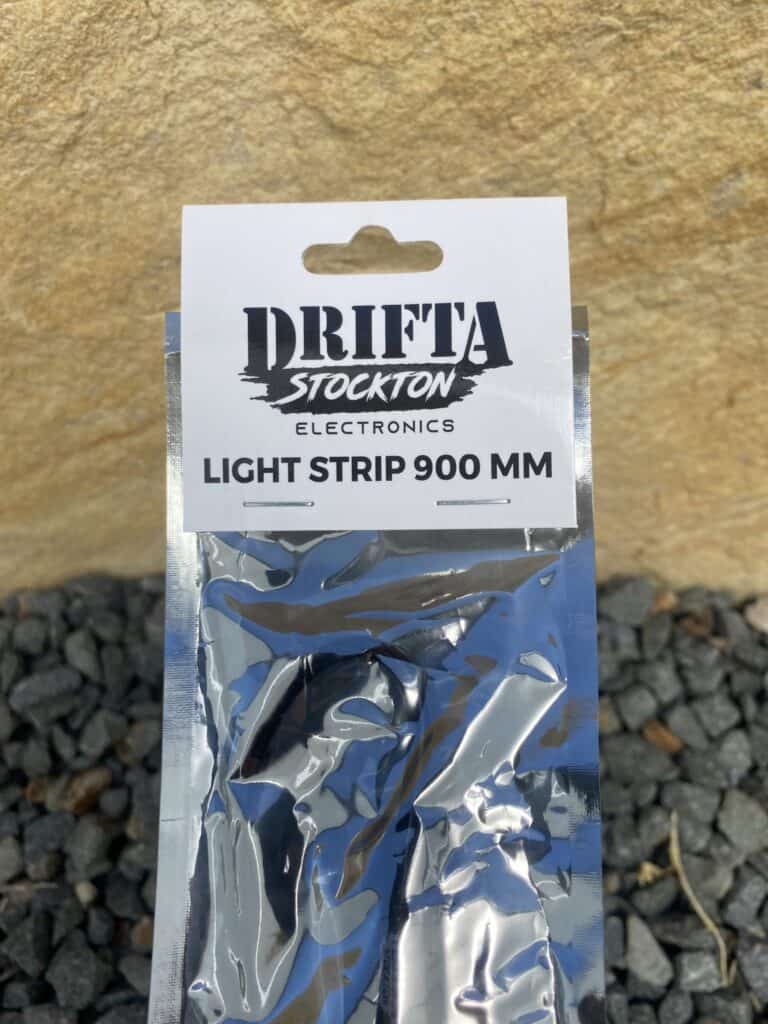 DRIFTA
STOCKTON
ELECTRONICS
LIGHT STRIP 900 MM